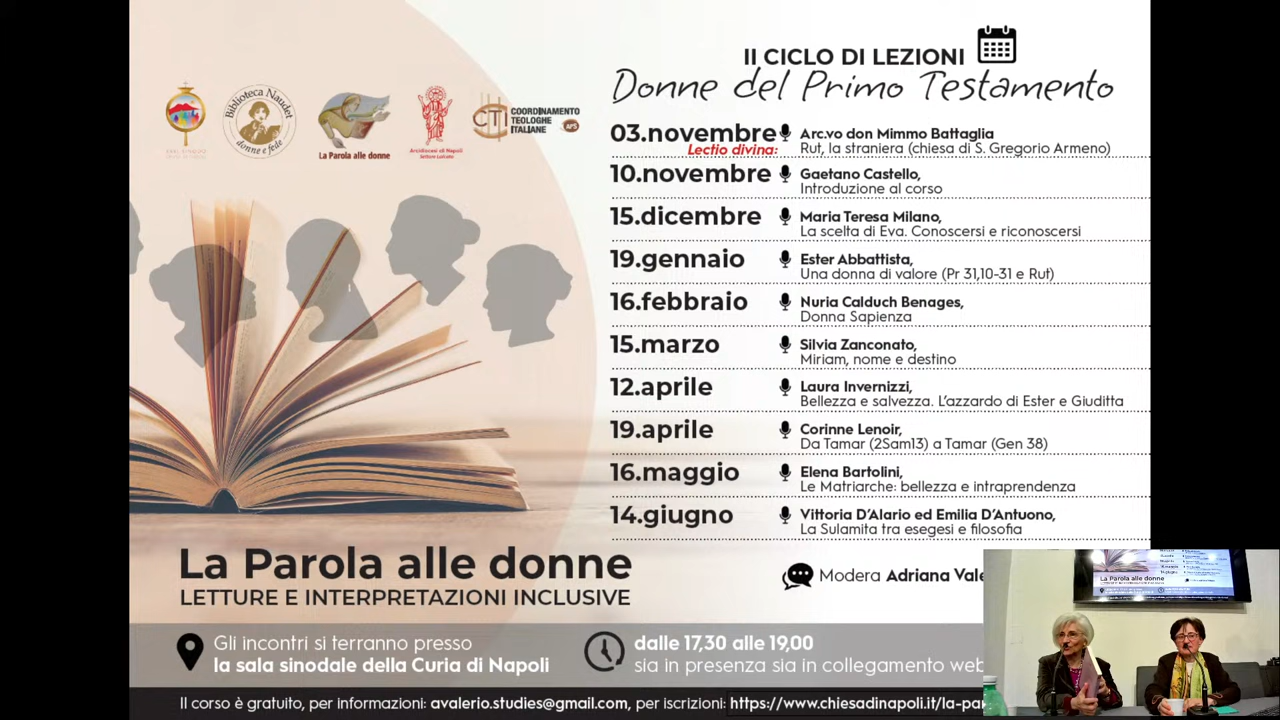 II CICLO DI LEZIONI
Donne del Primo Testamento
Biblioteca Naudet
donne e fede
La Parola alle donne
Arcidiocesi di Napoli
CTI
COORDINAMENTO
TEOLOGHE
ITALIANE
APS
03.novembre
Lectio divina:
Arc.vo don Mimmo Battaglia
Rut, la straniera (chiesa di S. Gregorio Armeno)
10.novembre
Gaetano Castello,
Introduzione al corso
15.dicembre
Maria Teresa Milano,
La scelta di Eva. Conoscersi e riconoscersi
19.gennaio
Ester Abbattista,
Una donna di valore (Pr 31,10-31 e Rut)
16.febbraio
Nuria Calduch Benages,
Donna Sapienza
15.marzo
Silvia Zanconato,
Miriam, nome e destino
12.aprile
Laura Invernizzi,
Bellezza e salvezza. L'azzardo di Ester e Giuditta
19.aprile
Corinne Lenoir,
Da Tamar (2Sam13) a Tamar (Gen 38)
16.maggio
Elena Bartolini,
Le Matriarche: bellezza e intraprendenza
14.giugno
Vittoria D'Alario ed Emilia D'Antuono,
La Sulamita tra esegesi e filosofia
La Parola alle donne
LETTURE E INTERPRETAZIONI INCLUSIVE
Modera Adriana Vale
Gli incontri si terranno presso
la sala sinodale della Curia di Napoli
dalle 17,30 alle 19,00
sia in presenza sia in collegamento web
Il corso è gratuito, per informazioni: avalerio.studies@gmail.com, per iscrizioni: https://www.chiesadinapoli.it/la-par
La Parola alle donne